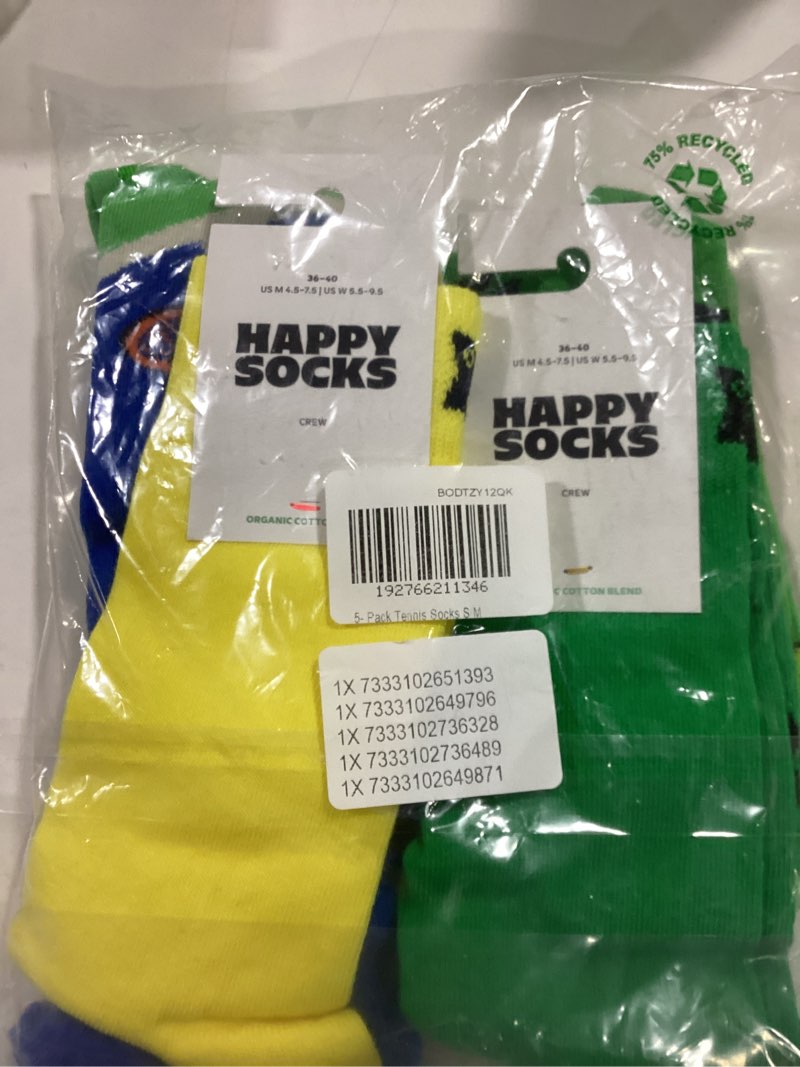 75% RECYCLED
% RECYCLED
36-40
US M 4.5-7.5 | US W 5.5-9.5
HAPPY
SOCKS
CREW
ORGANIC
36-40
US M 4.5-7.5 | US W 5.5-9.5
HAPPY
SOCKS
CREW
COTTON BLEND
BODTZY12QK
192766211346
5- Pack Tennis Socks S M
1X 7333102651393
1X 7333102649796
1X 7333102736328
1X 7333102736489
1X 7333102649871